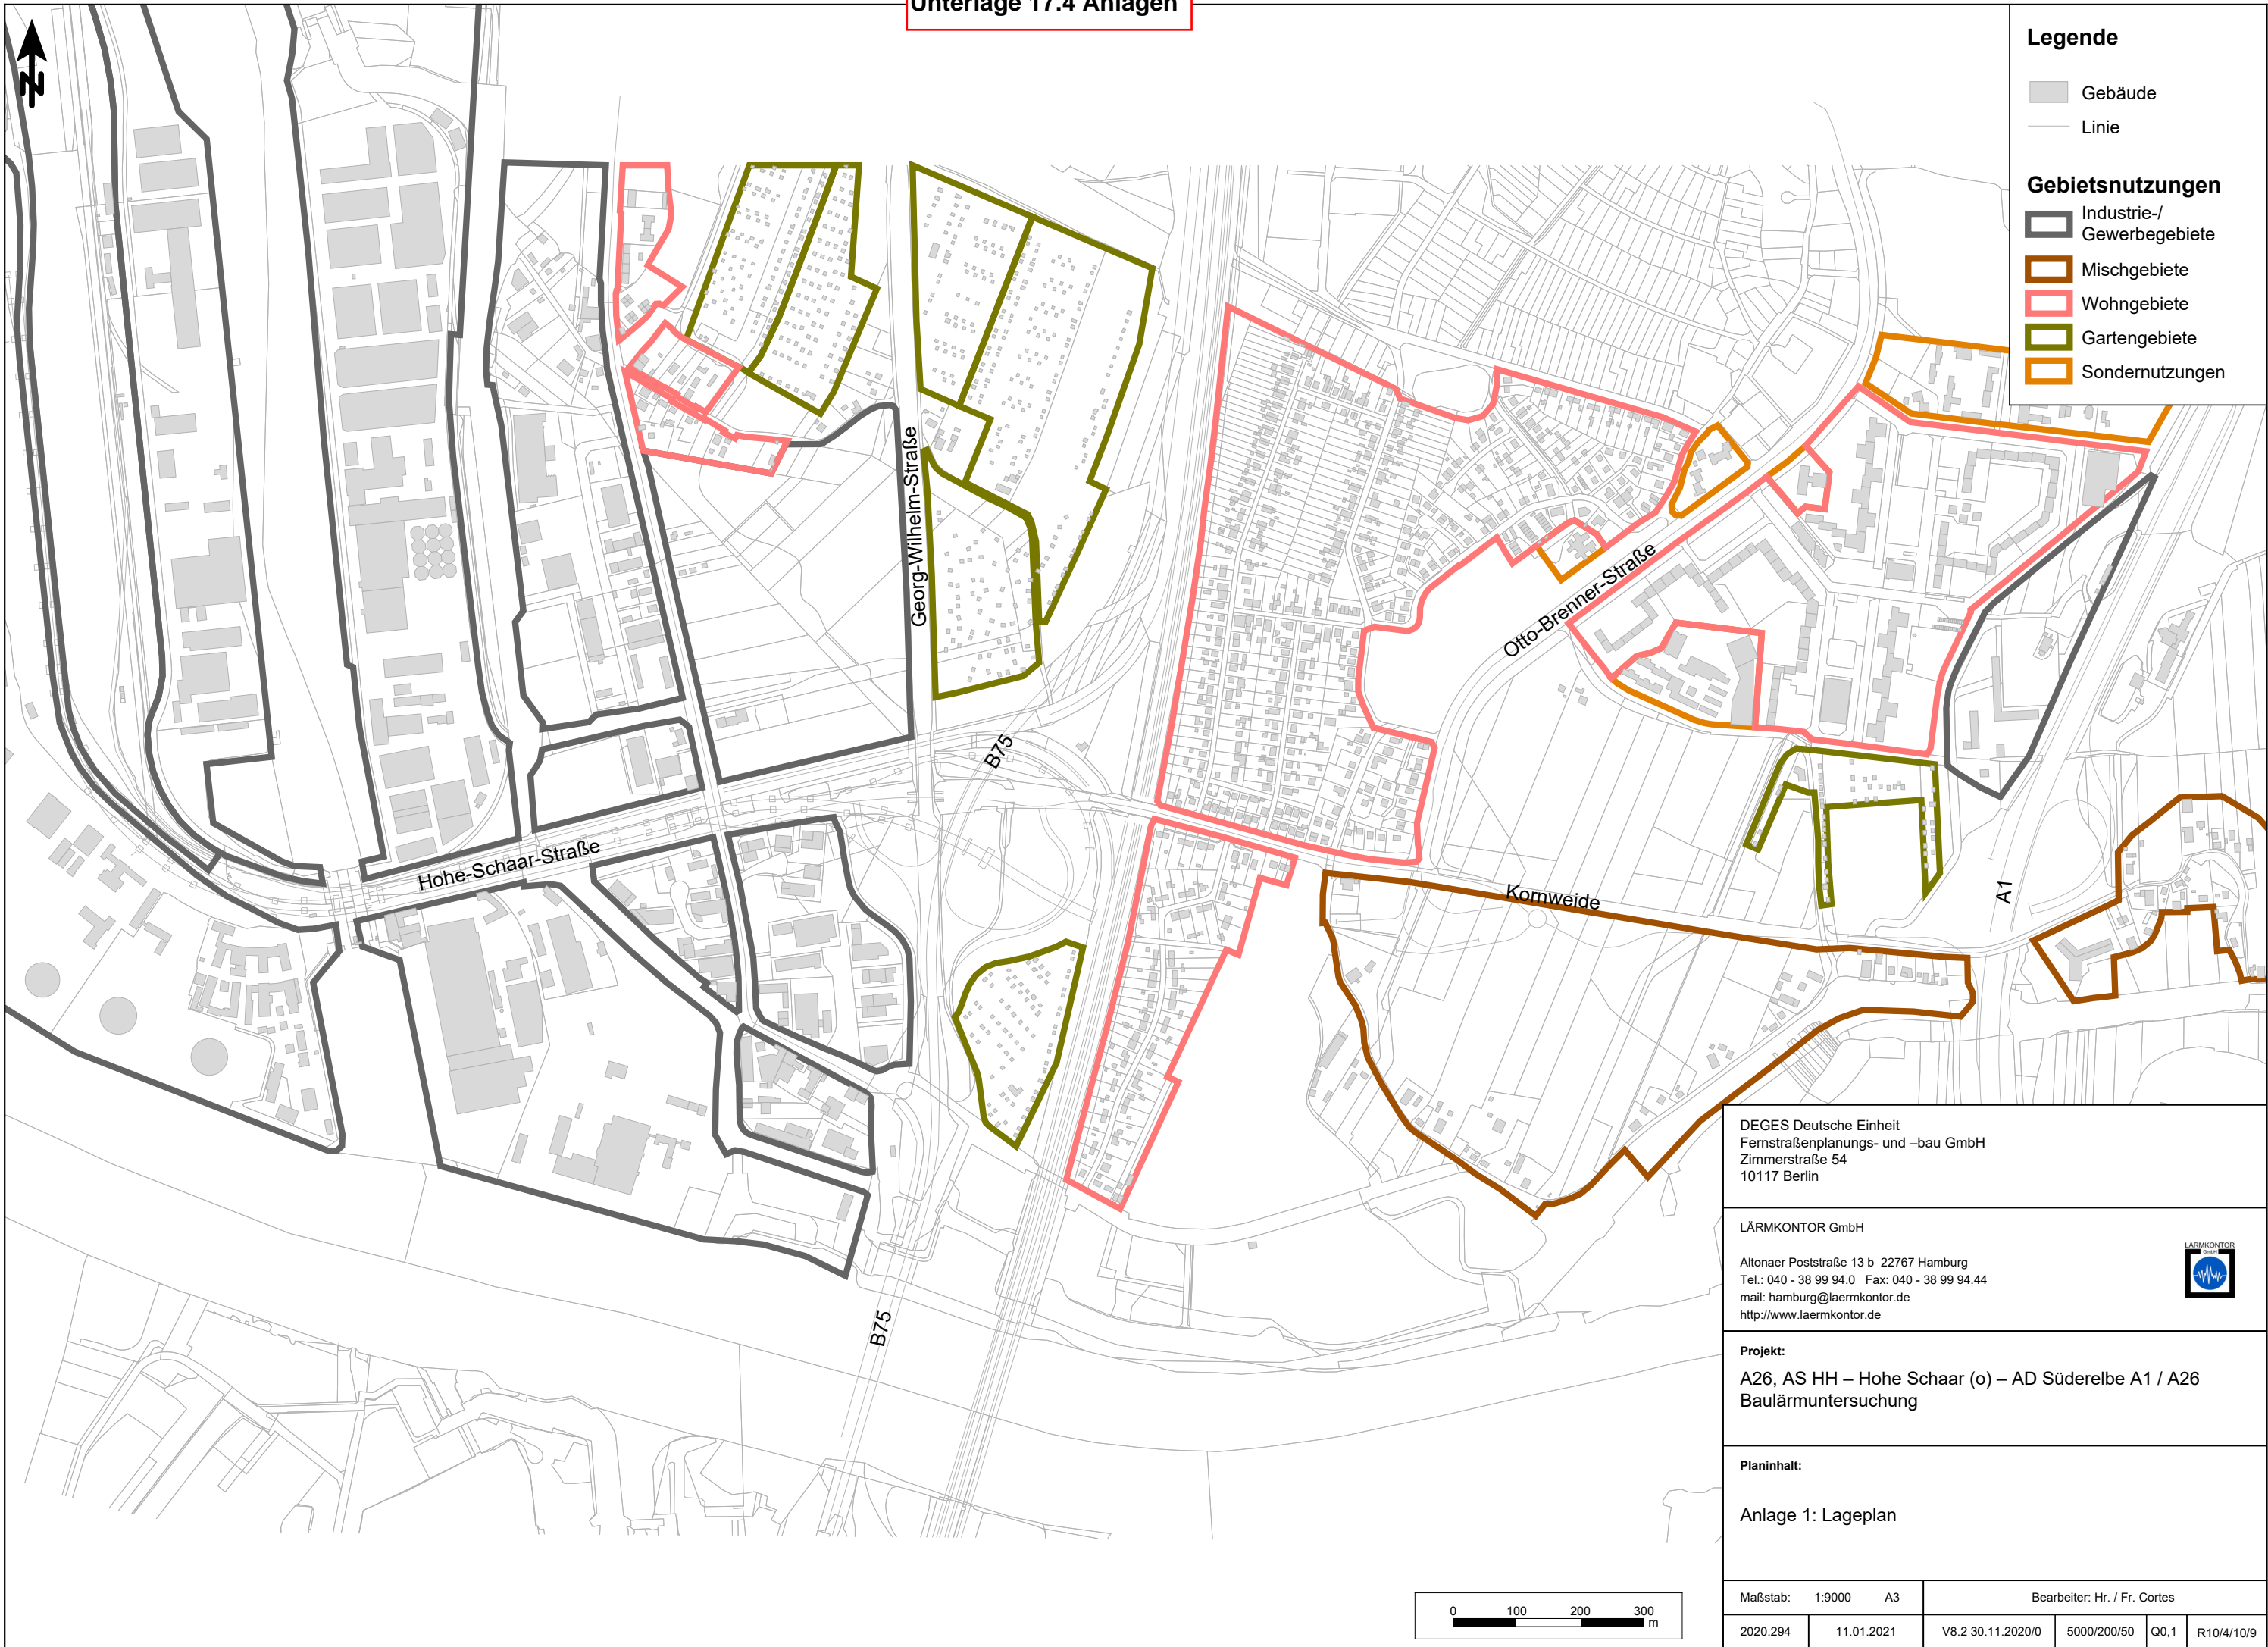 Unterlage 17.4 Anlagen
N
Legende
Gebäude
Linie
Gebietsnutzungen
Industrie-/
Gewerbegebiete
Mischgebiete
Wohngebiete
Gartengebiete
Sondernutzungen
Georg-Wilhelm-Straße
Otto-Brenner-Straße
B75
Hohe-Schaar-Straße
Kornweide
A1
B75
DEGES Deutsche Einheit
Fernstraßenplanungs- und –bau GmbH
Zimmerstraße 54
10117 Berlin
LÄRMKONTOR GmbH
Altonaer Poststraße 13 b 22767 Hamburg
Tel.: 040 - 38 99 94.0 Fax: 040 - 38 99 94.44
mail: hamburg@laermkontor.de
http://www.laermkontor.de
LÄRMKONTOR
GmbH
Projekt:
A26, AS HH – Hohe Schaar (o) – AD Süderelbe A1 / A26
Baulärmuntersuchung
Planinhalt:
Anlage 1: Lageplan
0 100 200 300
m
Maßstab: 1:9000 A3 Bearbeiter: Hr. / Fr. Cortes
2020.294 11.01.2021 V8.2 30.11.2020/0 5000/200/50 Q0,1 R10/4/10/9